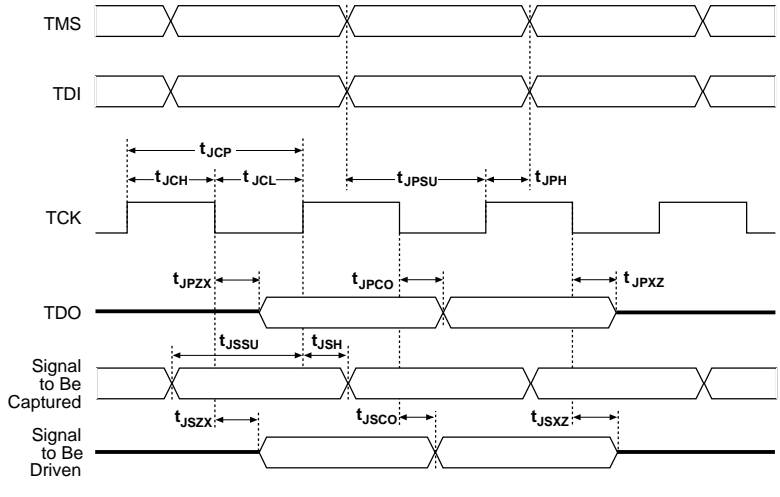 TMS
TDI
tJCP
tJCH
tJCL
tJPSU
tJPH
TCK
tJPZX
tJPCO
tJPXZ
TDO
tJSSU
tJSH
Signal
to Be
Captured
tJSZX
tJSCO
tJSXZ
Signal
to Be
Driven